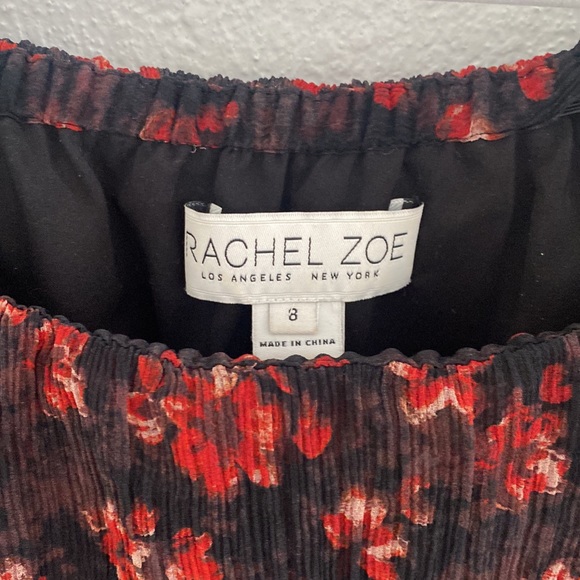 RACHEL ZOE
LOS ANGELES NEW YORK
8
MADE IN CHINA